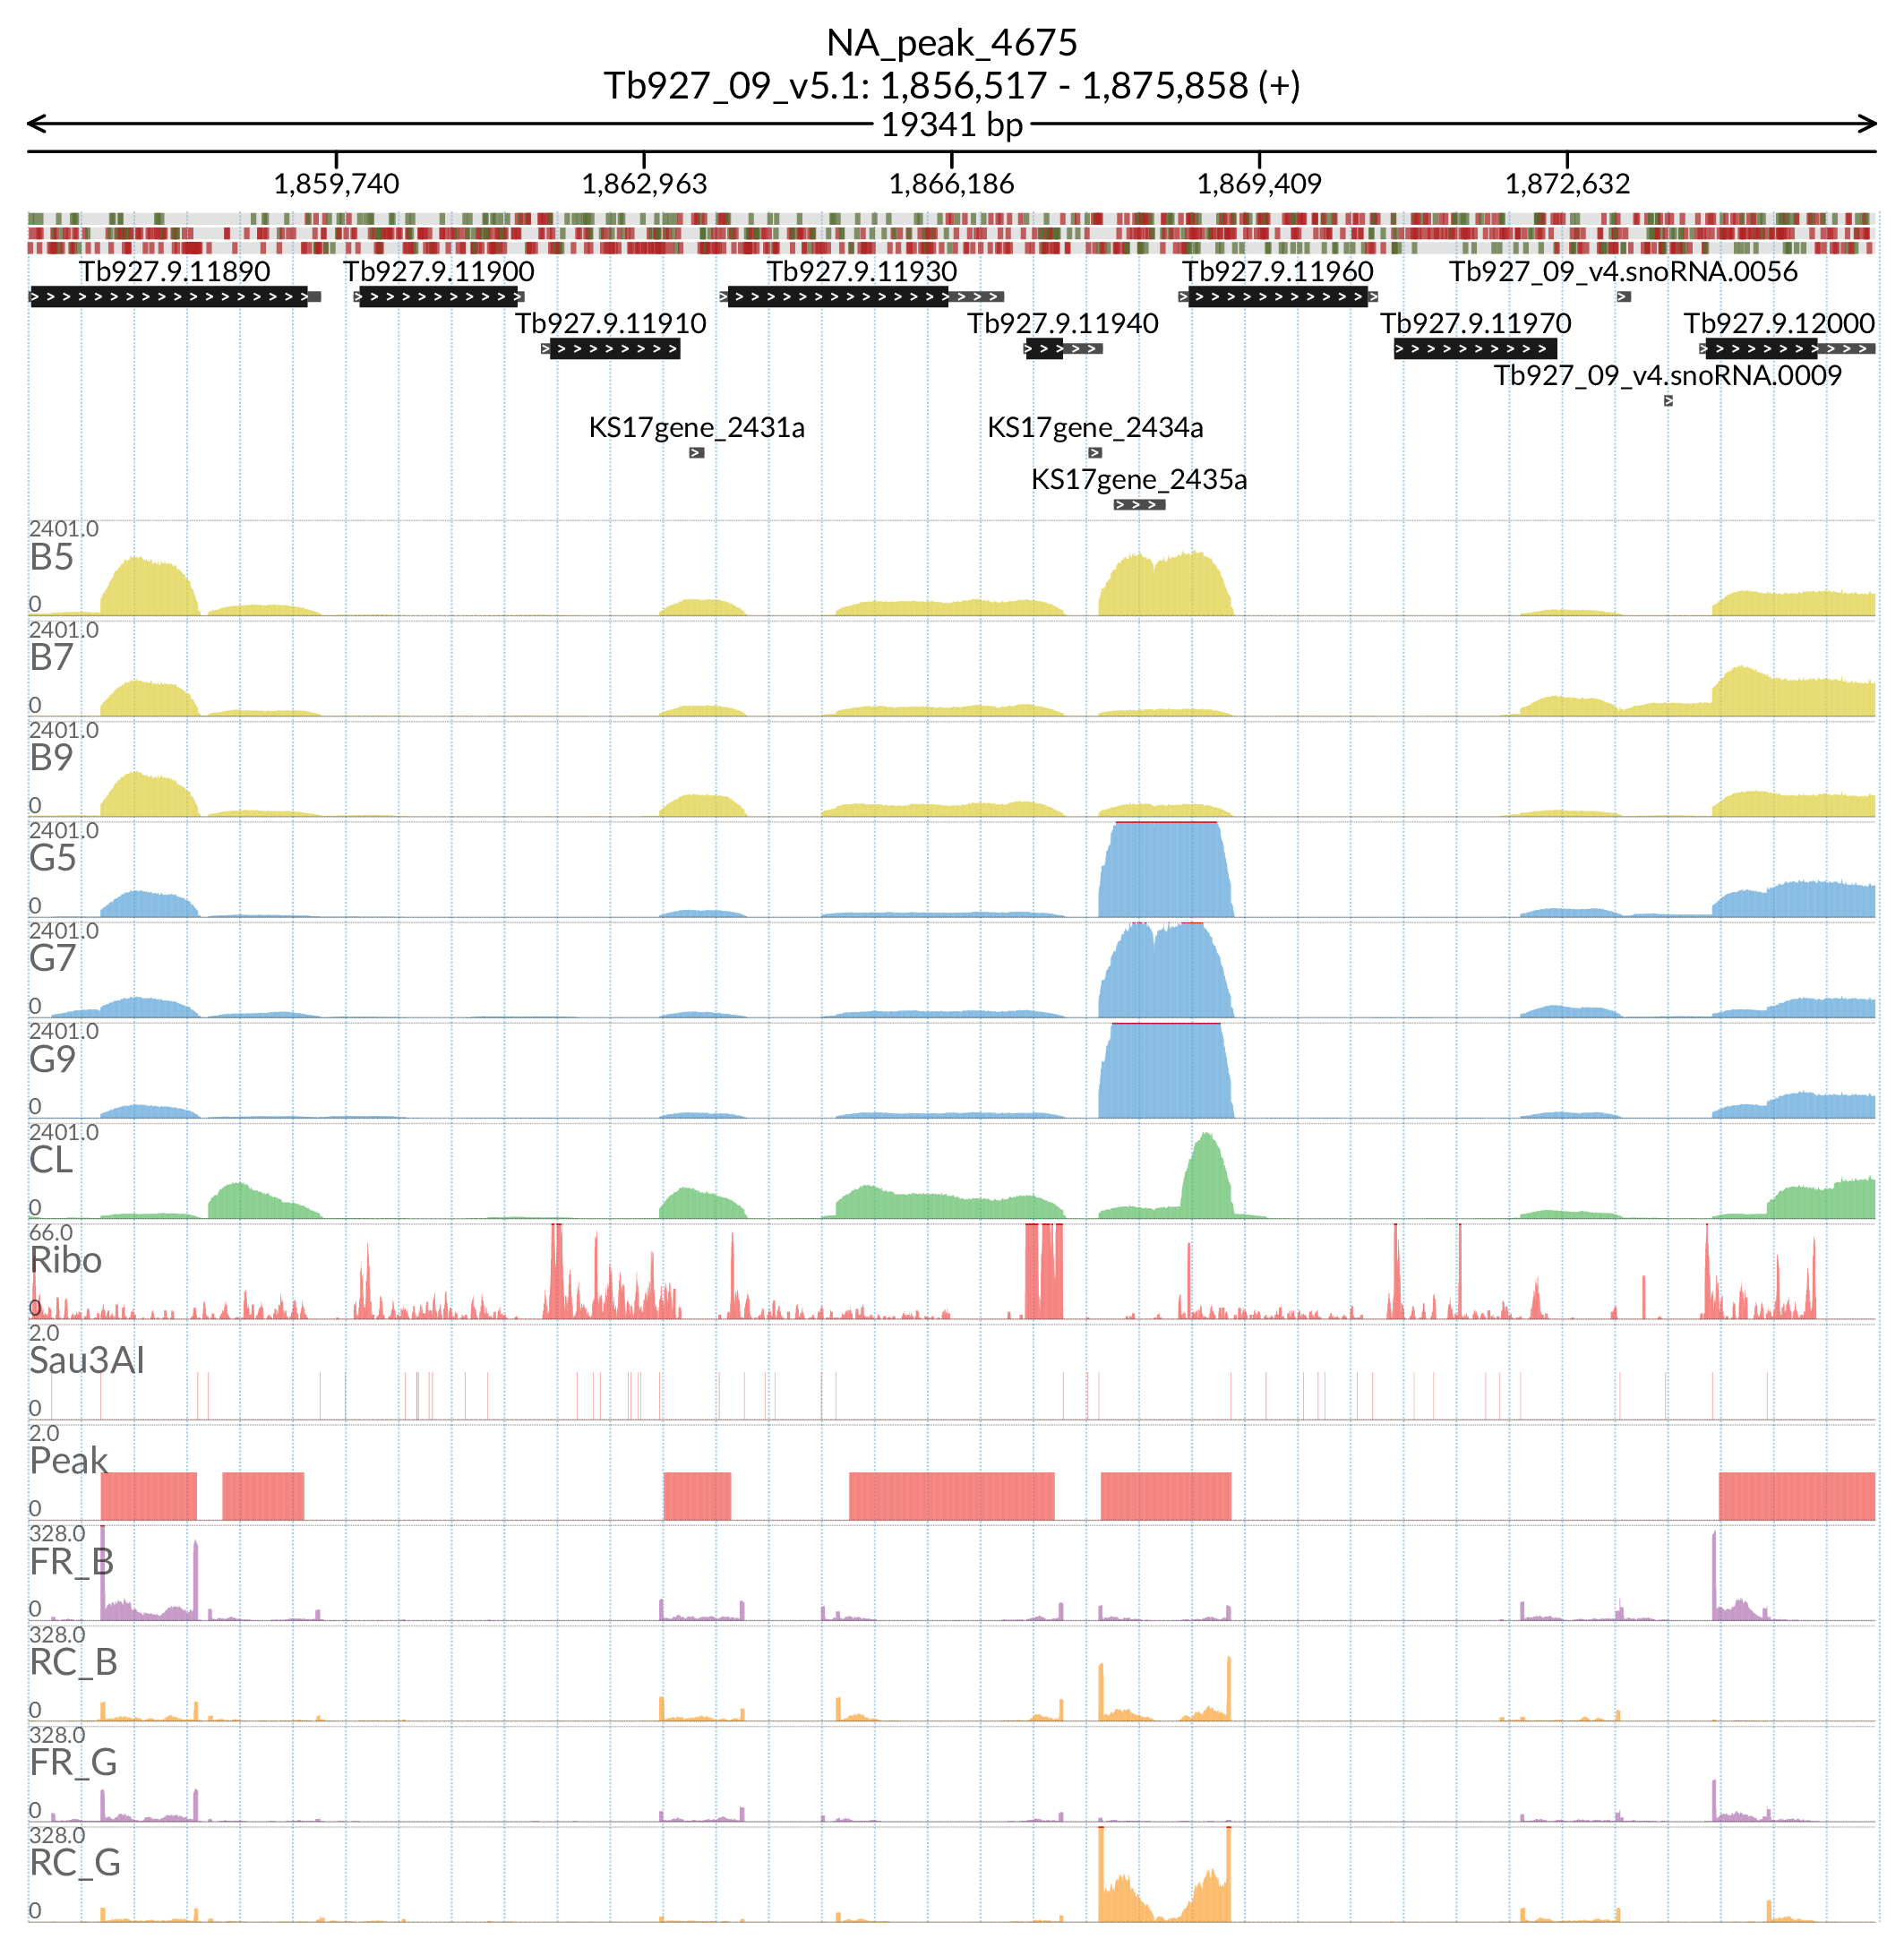 NA_peak_4675
Tb927_09_v5.1: 1,856,517 - 1,875,858 (+)
19341 bp
1,859,740 1,862,963 1,866,186 1,869,409 1,872,632
Tb927.9.11890 Tb927.9.11900 Tb927.9.11930 Tb927.9.11960 Tb927_09_v4.snoRNA.0056
Tb927.9.11910 Tb927.9.11940 Tb927.9.11970 Tb927.9.12000
Tb927_09_v4.snoRNA.0009
KS17gene_2431a KS17gene_2434a
KS17gene_2435a
2401.0
B5
0
2401.0
B7
0
2401.0
B9
0
2401.0
G5
0
2401.0
G7
0
2401.0
G9
0
2401.0
CL
0
66.0
Ribo
0
2.0
Sau3AI
0
2.0
Peak
0
328.0
FR_B
0
328.0
RC_B
0
328.0
FR_G
0
328.0
RC_G
0